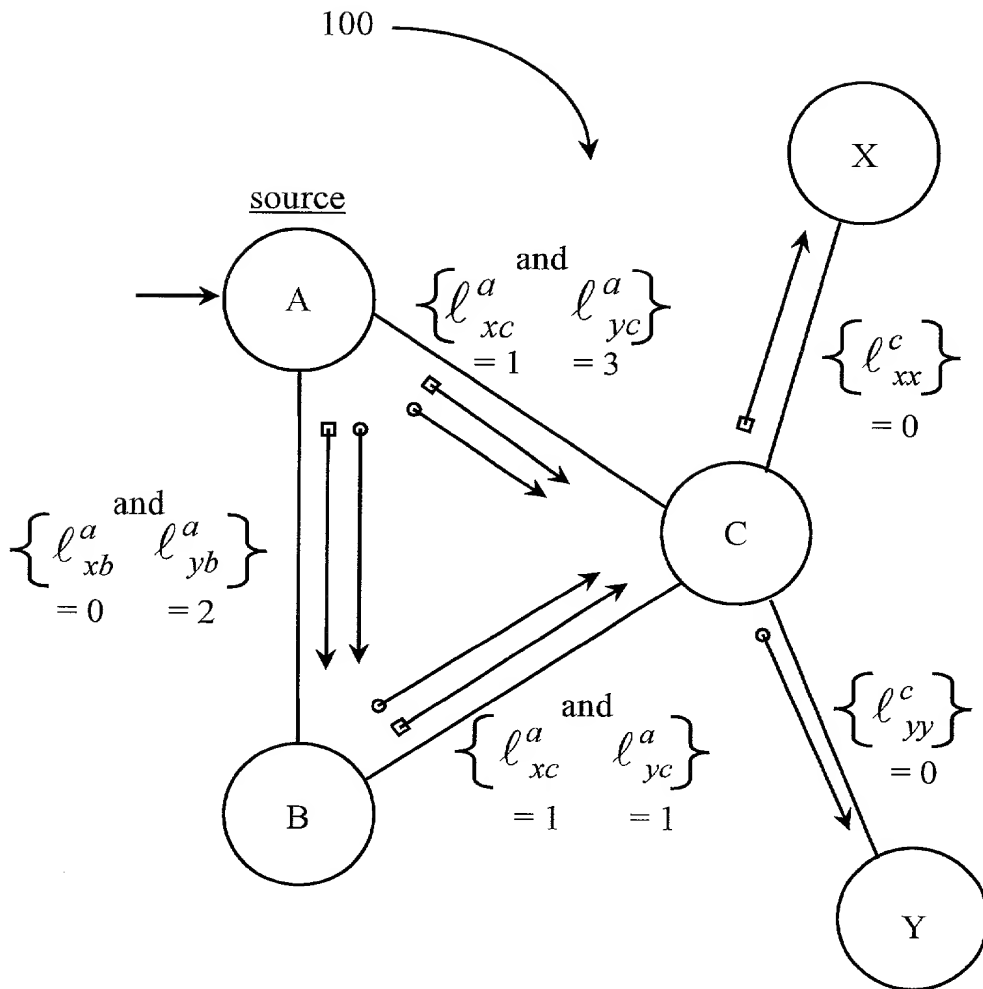 100
X
source
A
and
{ℓ^a_xc ℓ^a_yc}
= 1 = 3
{ℓ^c_xx}
= 0
C
and
{ℓ^a_xb ℓ^a_yb}
= 0 = 2
{ℓ^c_yy}
= 0
and
{ℓ^a_xc ℓ^a_yc}
= 1 = 1
B
Y